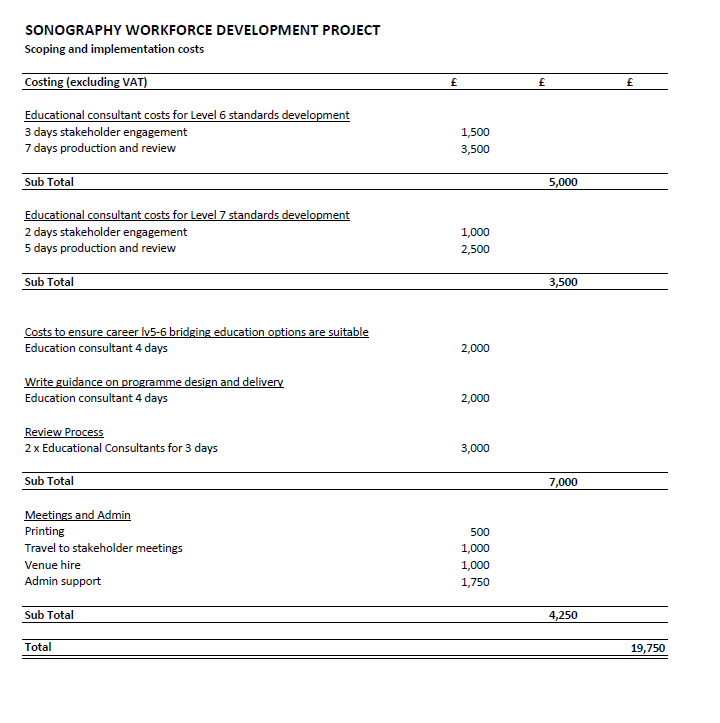 SONOGRAPHY WORKFORCE DEVELOPMENT PROJECT
Scoping and implementation costs
Costing (excluding VAT) £ £ £
Educational consultant costs for Level 6 standards development
3 days stakeholder engagement 1,500
7 days production and review 3,500
Sub Total 5,000
Educational consultant costs for Level 7 standards development
2 days stakeholder engagement 1,000
5 days production and review 2,500
Sub Total 3,500
Costs to ensure career lv5-6 bridging education options are suitable
Education consultant 4 days 2,000
Write guidance on programme design and delivery
Education consultant 4 days 2,000
Review Process
2 x Educational Consultants for 3 days 3,000
Sub Total 7,000
Meetings and Admin
Printing 500
Travel to stakeholder meetings 1,000
Venue hire 1,000
Admin support 1,750
Sub Total 4,250
Total 19,750